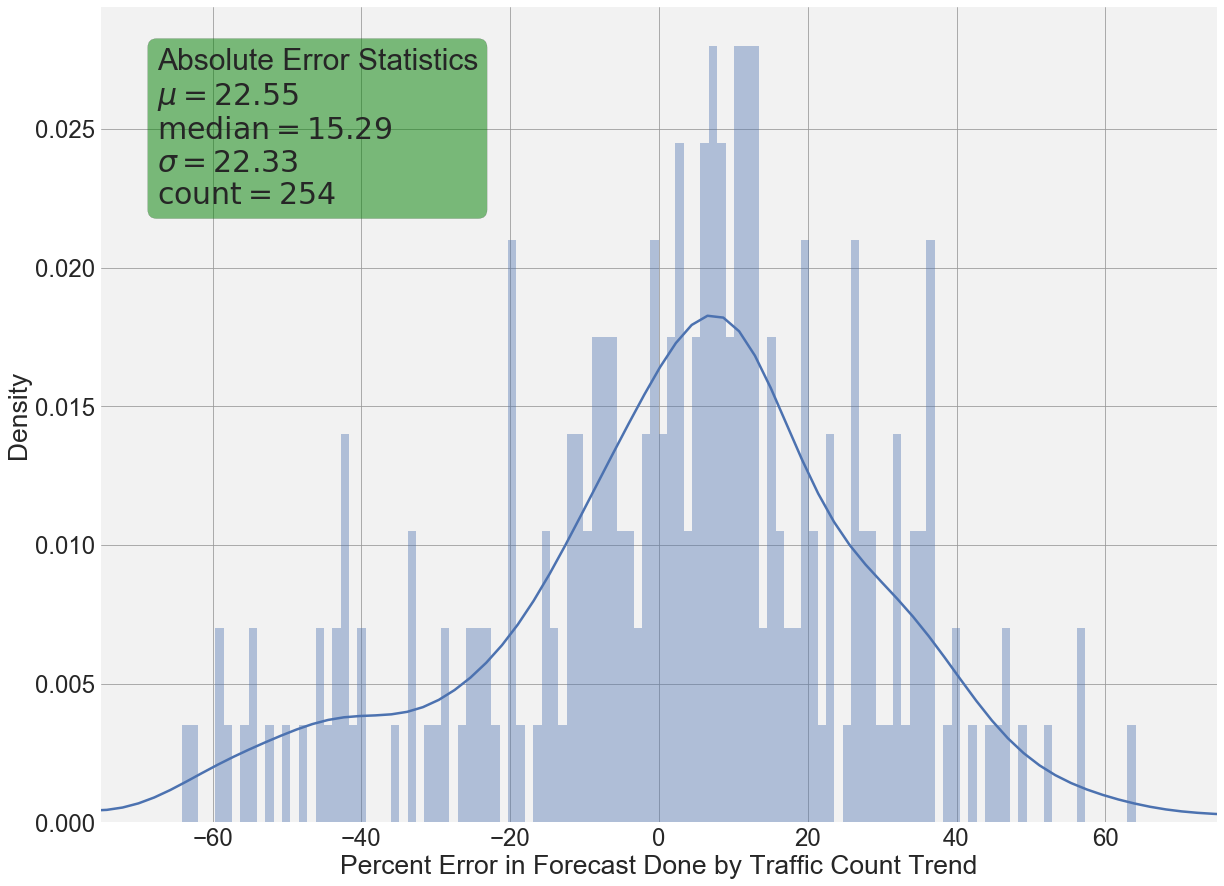 Absolute Error Statistics
μ = 22.55
median = 15.29
σ = 22.33
count = 254
0.025
0.020
0.015
0.010
0.005
0.000
Density
−60 −40 −20 0 20 40 60
Percent Error in Forecast Done by Traffic Count Trend